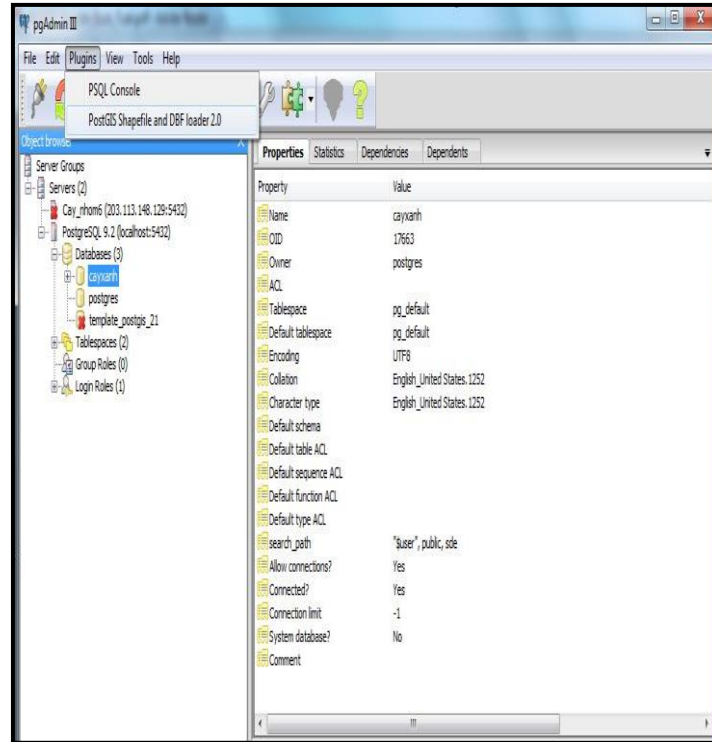 pgAdmin III
File Edit Plugins View Tools Help
PSQL Console
PostGIS Shapefile and DBF loader 2.0
Object browser X
Server Groups
Servers (2)
Cay_nhom6 (203.113.148.129:5432)
PostgreSQL 9.2 (localhost:5432)
Databases (3)
cayxanh
postgres
template_postgis_21
Tablespaces (2)
Group Roles (0)
Login Roles (1)
Properties Statistics Dependencies Dependents
Property Value
Name cayxanh
OID 17663
Owner postgres
ACL
Tablespace pg_default
Default tablespace pg_default
Encoding UTF8
Collation English_United States.1252
Character type English_United States.1252
Default schema
Default table ACL
Default sequence ACL
Default function ACL
Default type ACL
search_path "$user", public, sde
Allow connections? Yes
Connected? Yes
Connection limit -1
System database? No
Comment